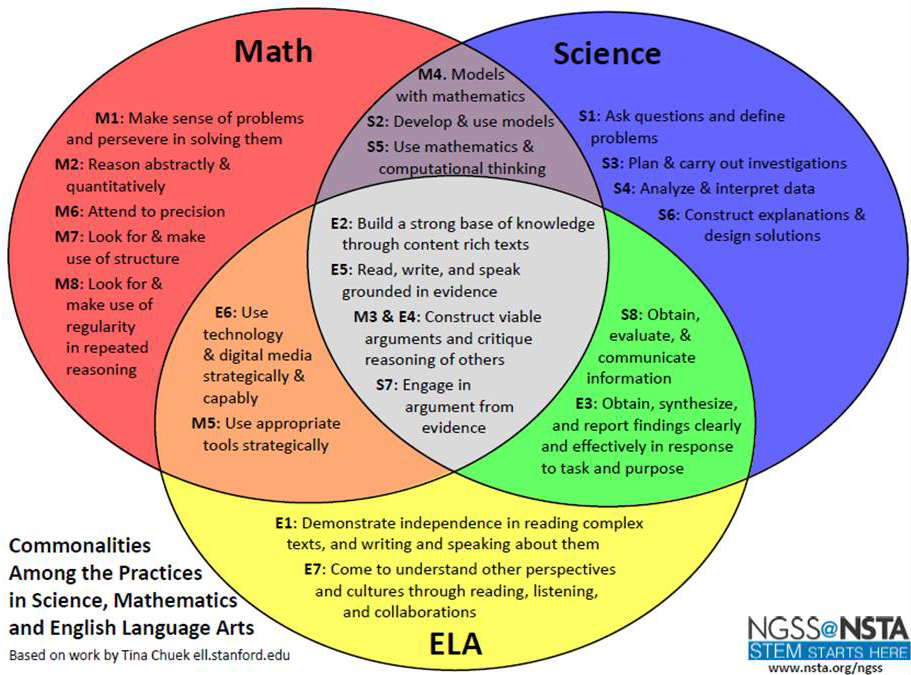 Math
Science
M4. Models
with mathematics
S2: Develop & use models
S5: Use mathematics &
computational thinking
M1: Make sense of problems
and persevere in solving them
M2: Reason abstractly &
quantitatively
M6: Attend to precision
M7: Look for & make
use of structure
M8: Look for &
make use of
regularity
in repeated
reasoning
S1: Ask questions and define
problems
S3: Plan & carry out investigations
S4: Analyze & interpret data
S6: Construct explanations &
design solutions
E2: Build a strong base of knowledge
through content rich texts
E5: Read, write, and speak
grounded in evidence
M3 & E4: Construct viable
arguments and critique
reasoning of others
S7: Engage in
argument from
evidence
E6: Use
technology
& digital media
strategically &
capably
M5: Use appropriate
tools strategically
S8: Obtain,
evaluate, &
communicate
information
E3: Obtain, synthesize,
and report findings clearly
and effectively in response
to task and purpose
E1: Demonstrate independence in reading complex
texts, and writing and speaking about them
E7: Come to understand other perspectives
and cultures through reading, listening,
and collaborations
ELA
Commonalities
Among the Practices
in Science, Mathematics
and English Language Arts
Based on work by Tina Chuek ell.stanford.edu
NGSS@NSTA
STEM STARTS HERE
www.nsta.org/ngss